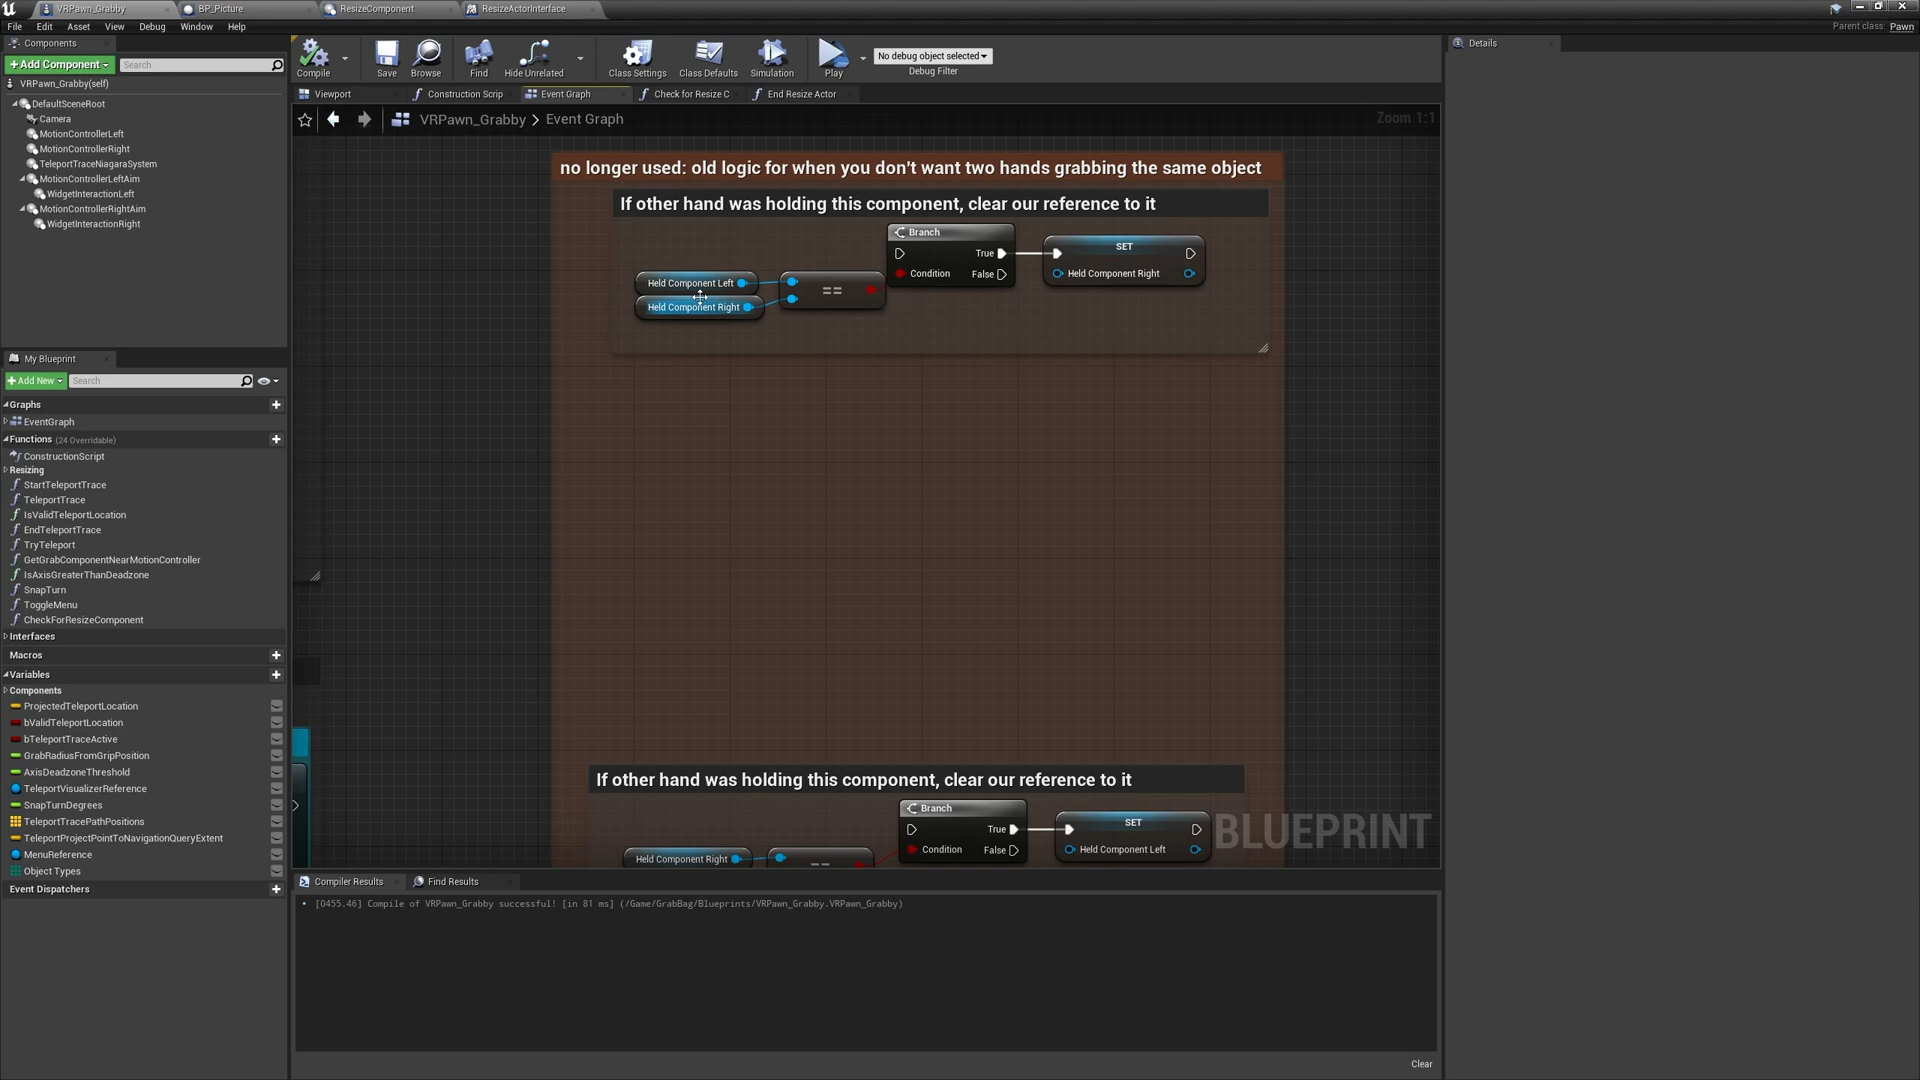 VRPawn_Grabby
BP_Picture
ResizeComponent
ResizeActorInterface
File Edit Asset View Debug Window Help
Parent class: Pawn
Components
Add Component
Search
VRPawn_Grabby(self)
DefaultSceneRoot
Camera
MotionControllerLeft
MotionControllerRight
TeleportTraceNiagaraSystem
MotionControllerLeftAim
WidgetInteractionLeft
MotionControllerRightAim
WidgetInteractionRight
My Blueprint
Add New
Search
Graphs
EventGraph
Functions (24 Overridable)
ConstructionScript
Resizing
StartTeleportTrace
TeleportTrace
IsValidTeleportLocation
EndTeleportTrace
TryTeleport
GetGrabComponentNearMotionController
IsAxisGreaterThanDeadzone
SnapTurn
ToggleMenu
CheckForResizeComponent
Interfaces
Macros
Variables
Components
ProjectedTeleportLocation
bValidTeleportLocation
bTeleportTraceActive
GrabRadiusFromGripPosition
AxisDeadzoneThreshold
TeleportVisualizerReference
SnapTurnDegrees
TeleportTracePathPositions
TeleportProjectPointToNavigationQueryExtent
MenuReference
Object Types
Event Dispatchers
Compile
Save
Browse
Find
Hide Unrelated
Class Settings
Class Defaults
Simulation
Play
No debug object selected
Debug Filter
Viewport
Construction Scrip
Event Graph
Check for Resize C
End Resize Actor
VRPawn_Grabby > Event Graph
Zoom 1:1
no longer used: old logic for when you don't want two hands grabbing the same object
If other hand was holding this component, clear our reference to it
Branch
True
Condition
False
SET
Held Component Right
Held Component Left
Held Component Right
==
If other hand was holding this component, clear our reference to it
Branch
True
Condition
False
SET
Held Component Left
Held Component Right
==
BLUEPRINT
Compiler Results
Find Results
[0455.46] Compile of VRPawn_Grabby successful! [in 81 ms] (/Game/GrabBag/Blueprints/VRPawn_Grabby.VRPawn_Grabby)
Clear
Details